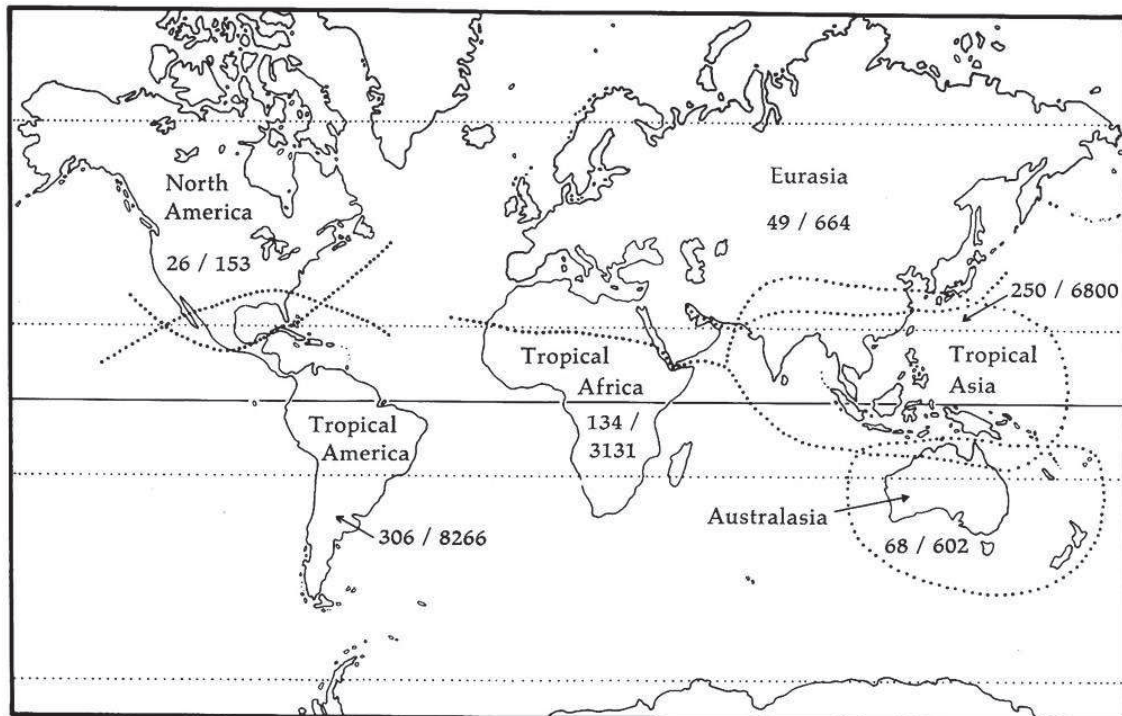 North
America
26 / 153
Eurasia
49 / 664
250 / 6800
Tropical
Asia
Tropical
Africa
134 /
3131
Tropical
America
306 / 8266
Australasia
68 / 602